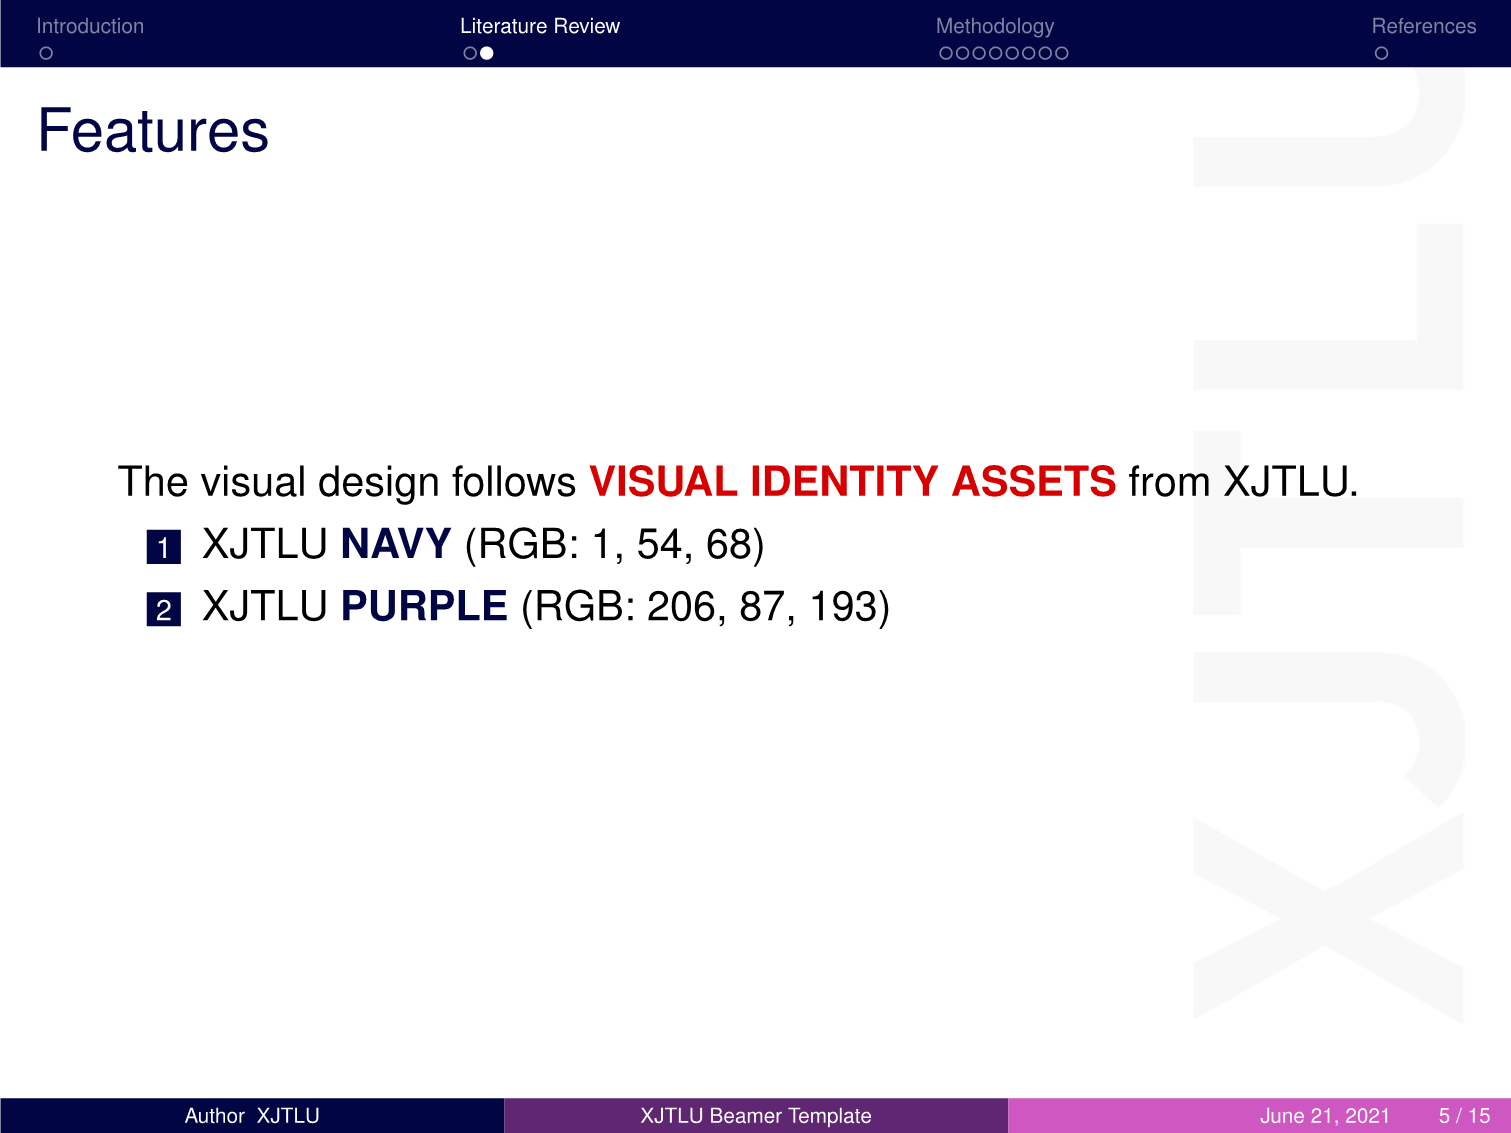 Introduction
Literature Review
Methodology
References
Features
The visual design follows VISUAL IDENTITY ASSETS from XJTLU.
1 XJTLU NAVY (RGB: 1, 54, 68)
2 XJTLU PURPLE (RGB: 206, 87, 193)
XJTLU
Author XJTLU
XJTLU Beamer Template
June 21, 2021
5 / 15